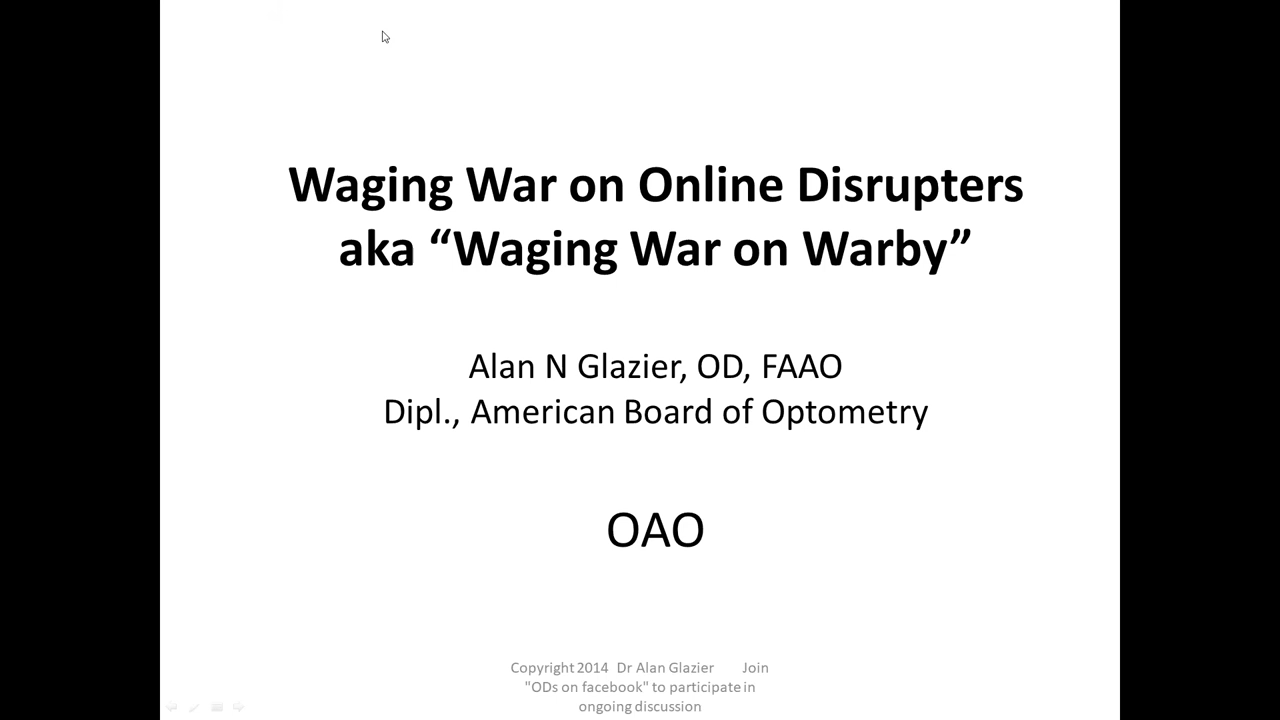 Waging War on Online Disrupters
aka “Waging War on Warby”
Alan N Glazier, OD, FAAO
Dipl., American Board of Optometry
OAO
Copyright 2014 Dr Alan Glazier Join
"ODs on facebook" to participate in
ongoing discussion